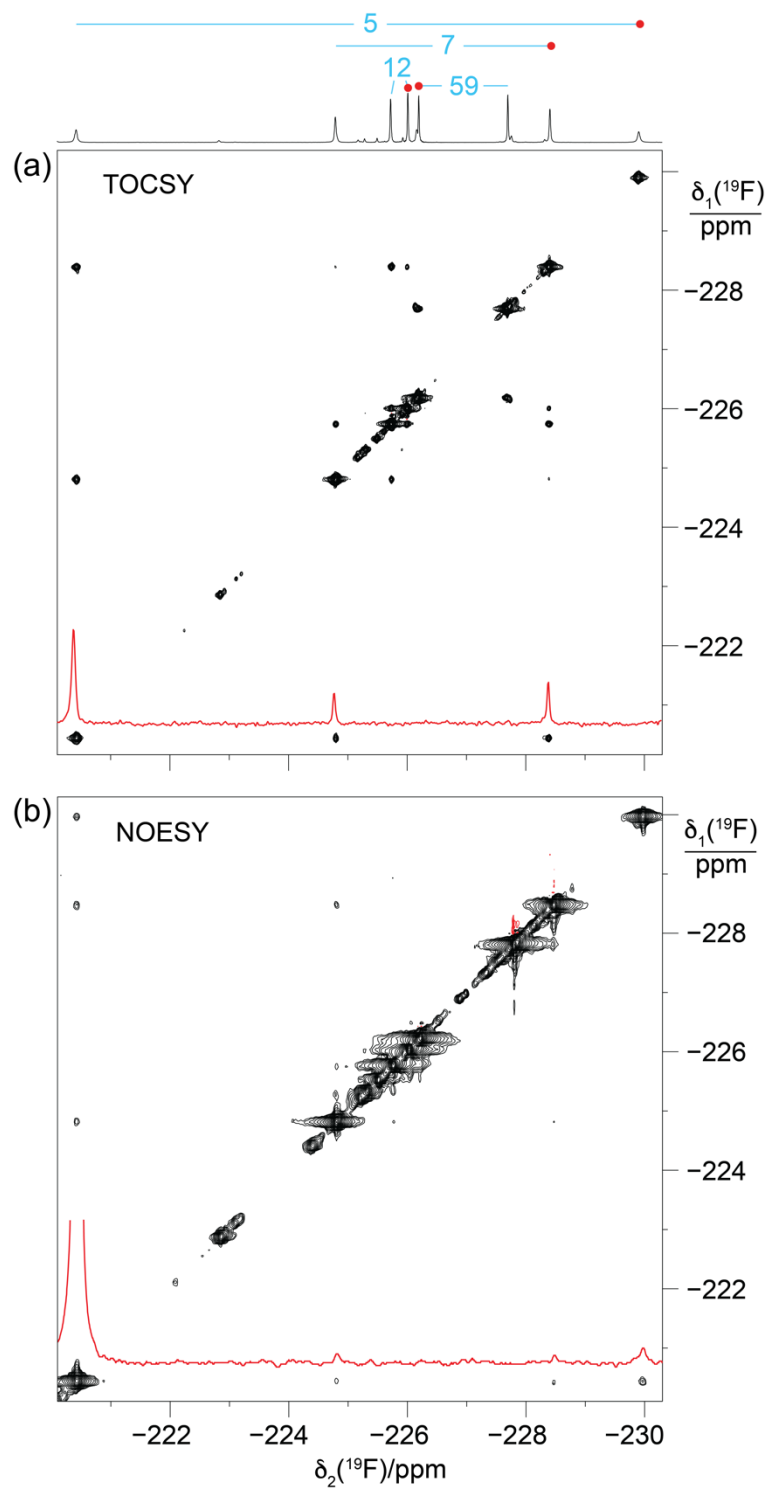 5
7
12
59
(a)
TOCSY
δ₁(¹⁹F)
ppm
−228
−226
−224
−222
(b)
NOESY
δ₁(¹⁹F)
ppm
−228
−226
−224
−222
−222 −224 −226 −228 −230
δ₂(¹⁹F)/ppm